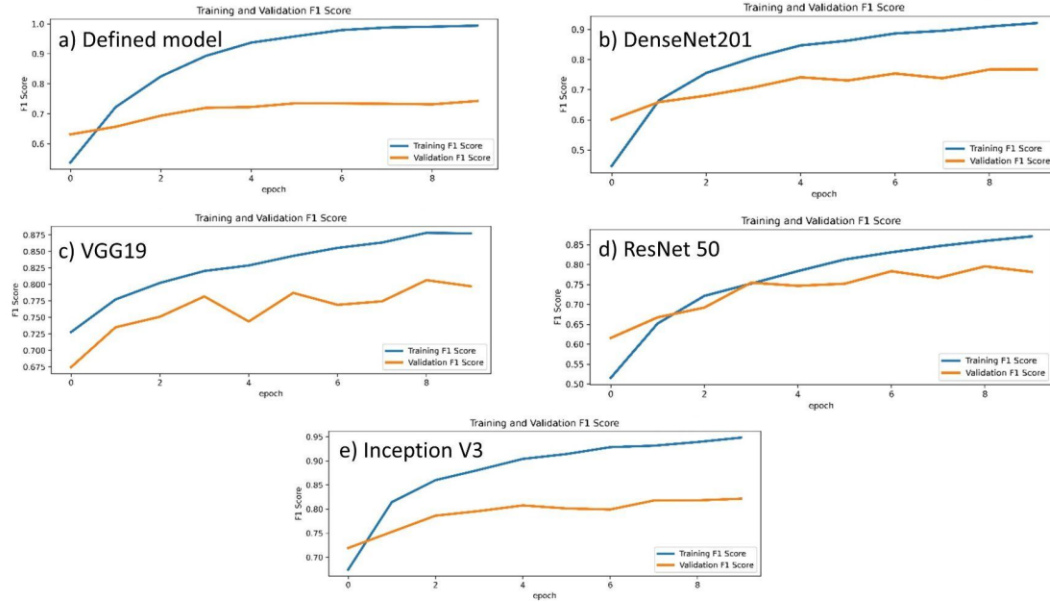 Training and Validation F1 Score
a) Defined model
1.0
0.9
0.8
0.7
0.6
F1 Score
0 2 4 6 8
epoch
Training F1 Score
Validation F1 Score
Training and Validation F1 Score
b) DenseNet201
0.9
0.8
0.7
0.6
0.5
F1 Score
0 2 4 6 8
epoch
Training F1 Score
Validation F1 Score
Training and Validation F1 Score
c) VGG19
0.875
0.850
0.825
0.800
0.775
0.750
0.725
0.700
0.675
F1 Score
0 2 4 6 8
epoch
Training F1 Score
Validation F1 Score
Training and Validation F1 Score
d) ResNet 50
0.85
0.80
0.75
0.70
0.65
0.60
0.55
0.50
F1 Score
0 2 4 6 8
epoch
Training F1 Score
Validation F1 Score
Training and Validation F1 Score
e) Inception V3
0.95
0.90
0.85
0.80
0.75
0.70
F1 Score
0 2 4 6 8
epoch
Training F1 Score
Validation F1 Score